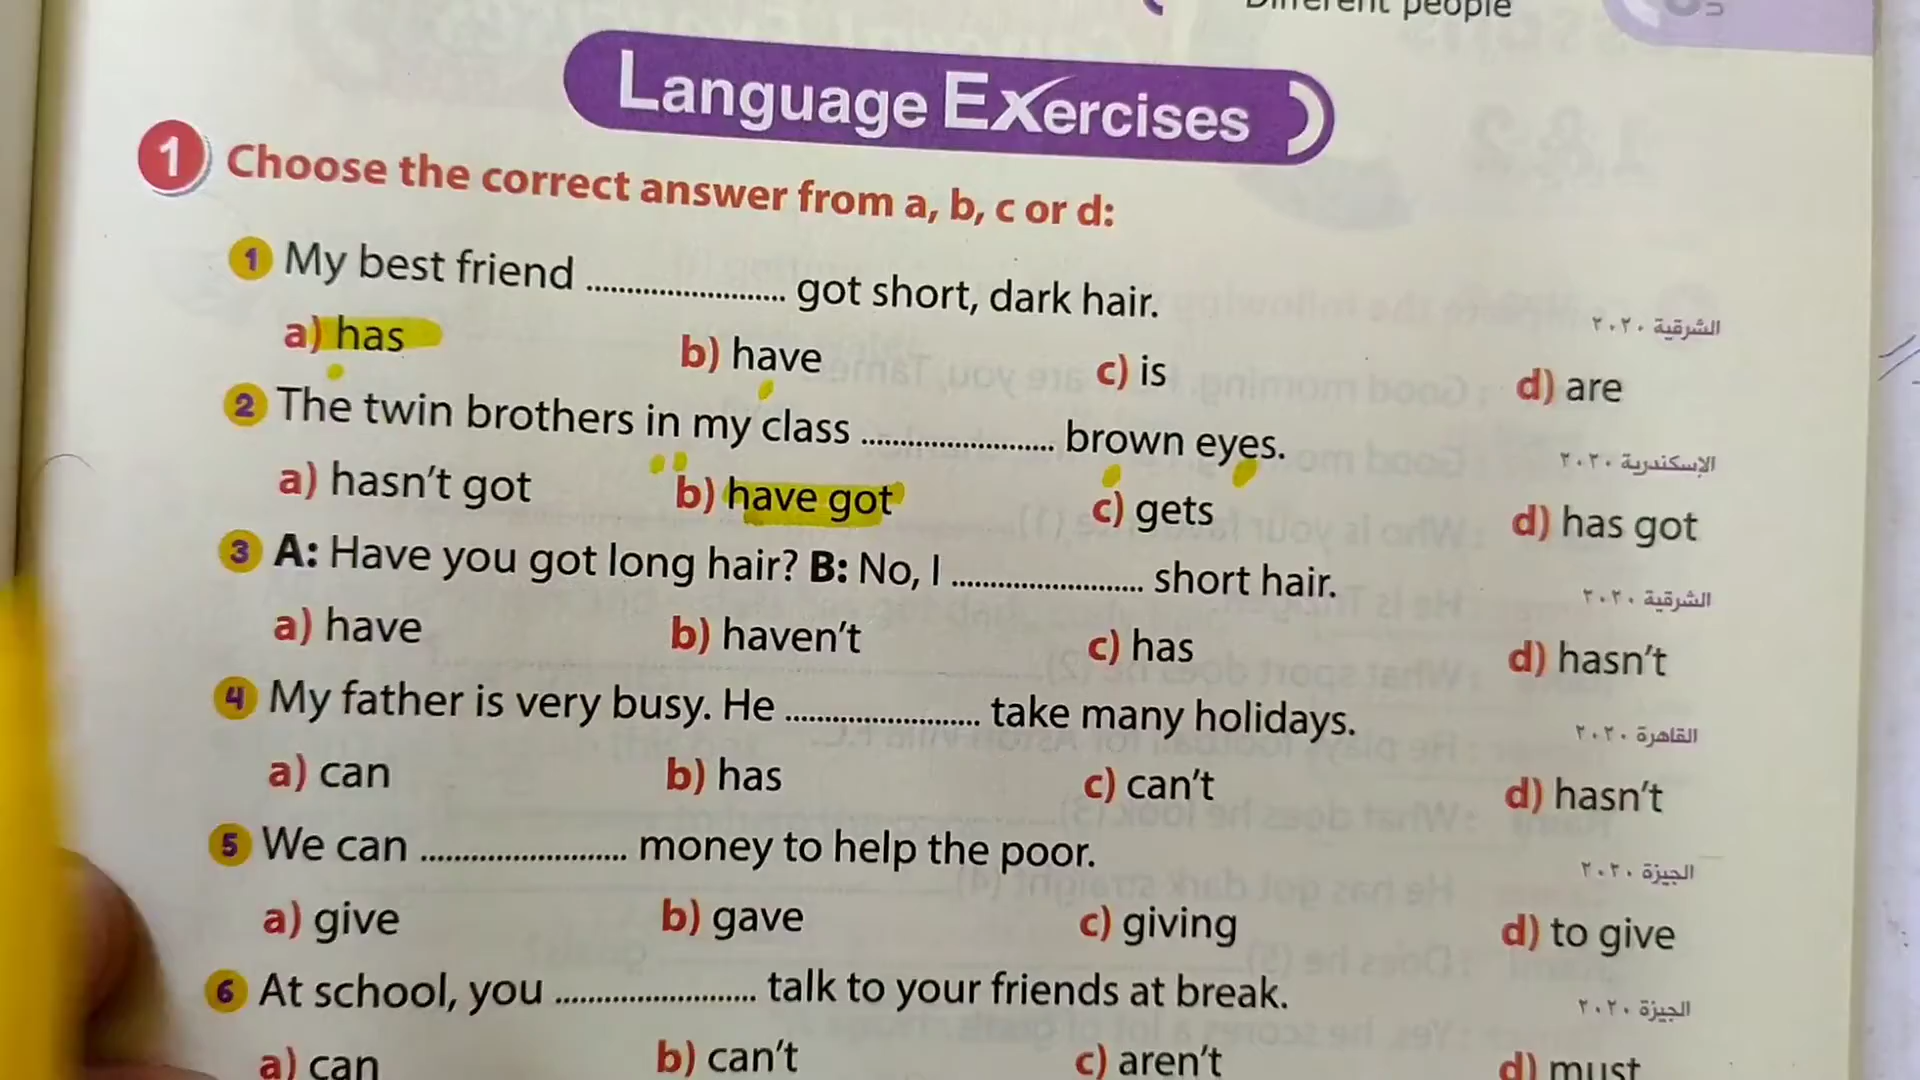 Different people
Language Exercises
1 Choose the correct answer from a, b, c or d:
1 My best friend ........................ got short, dark hair. الشرقية ٢٠٢٠
a) has b) have c) is d) are
2 The twin brothers in my class ........................ brown eyes. الإسكندرية ٢٠٢٠
a) hasn't got b) have got c) gets d) has got
3 A: Have you got long hair? B: No, I ........................ short hair. الشرقية ٢٠٢٠
a) have b) haven't c) has d) hasn't
4 My father is very busy. He ........................ take many holidays. القاهرة ٢٠٢٠
a) can b) has c) can't d) hasn't
5 We can ........................ money to help the poor. الجيزة ٢٠٢٠
a) give b) gave c) giving d) to give
6 At school, you ........................ talk to your friends at break. الجيزة ٢٠٢٠
a) can b) can't c) aren't d) must